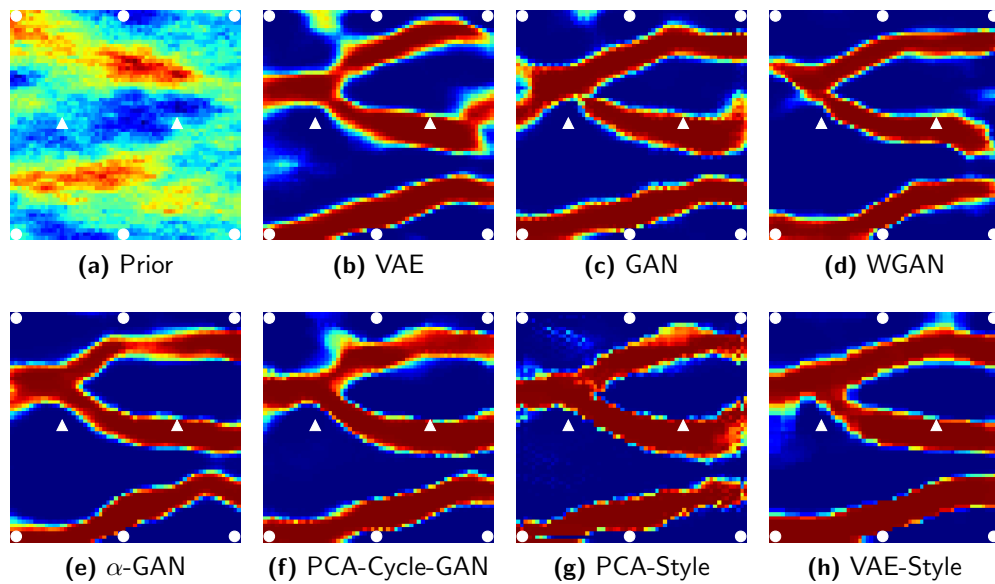 (a) Prior
(b) VAE
(c) GAN
(d) WGAN
(e) α-GAN
(f) PCA-Cycle-GAN
(g) PCA-Style
(h) VAE-Style